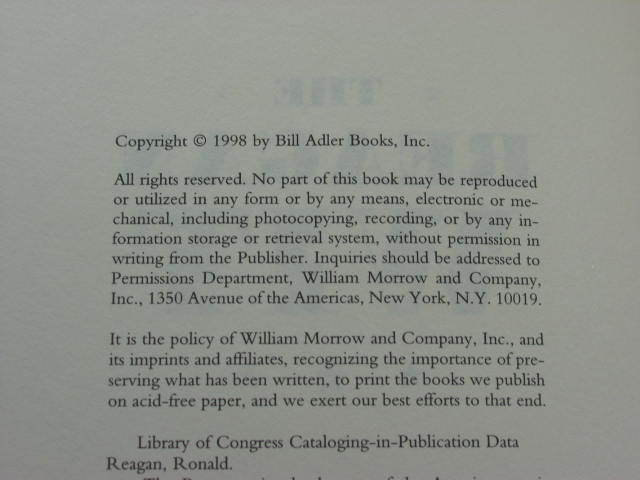 Copyright © 1998 by Bill Adler Books, Inc.
All rights reserved. No part of this book may be reproduced
or utilized in any form or by any means, electronic or me-
chanical, including photocopying, recording, or by any in-
formation storage or retrieval system, without permission in
writing from the Publisher. Inquiries should be addressed to
Permissions Department, William Morrow and Company,
Inc., 1350 Avenue of the Americas, New York, N.Y. 10019.
It is the policy of William Morrow and Company, Inc., and
its imprints and affiliates, recognizing the importance of pre-
serving what has been written, to print the books we publish
on acid-free paper, and we exert our best efforts to that end.
Library of Congress Cataloging-in-Publication Data
Reagan, Ronald.